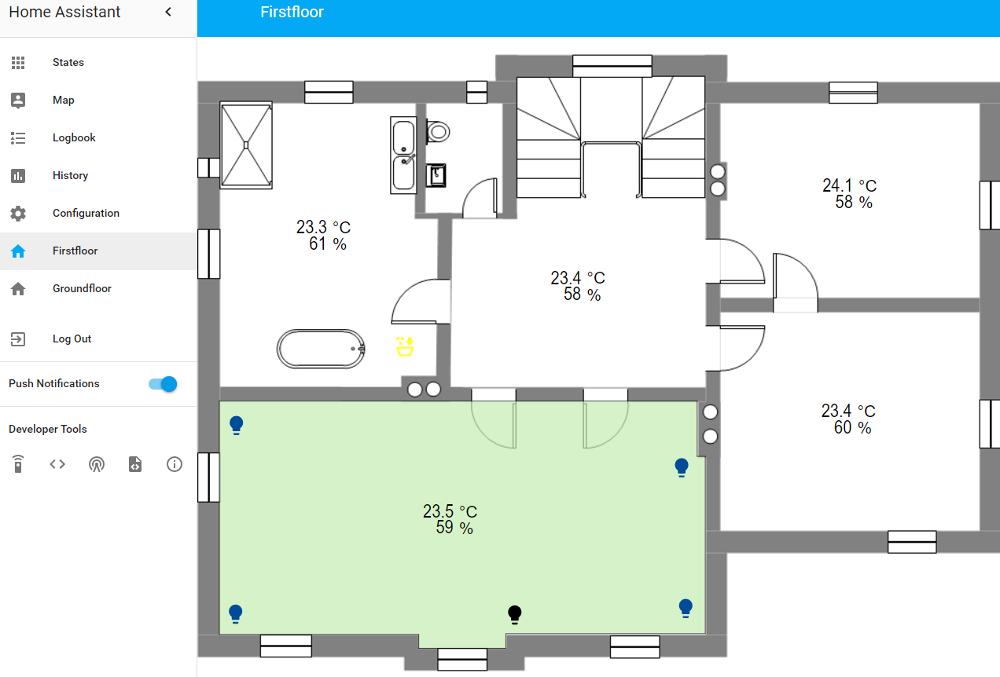 Home Assistant
Firstfloor
States
Map
Logbook
History
Configuration
Firstfloor
Groundfloor
Log Out
Push Notifications
Developer Tools
23.3 °C
61 %
23.4 °C
58 %
24.1 °C
58 %
23.4 °C
60 %
23.5 °C
59 %